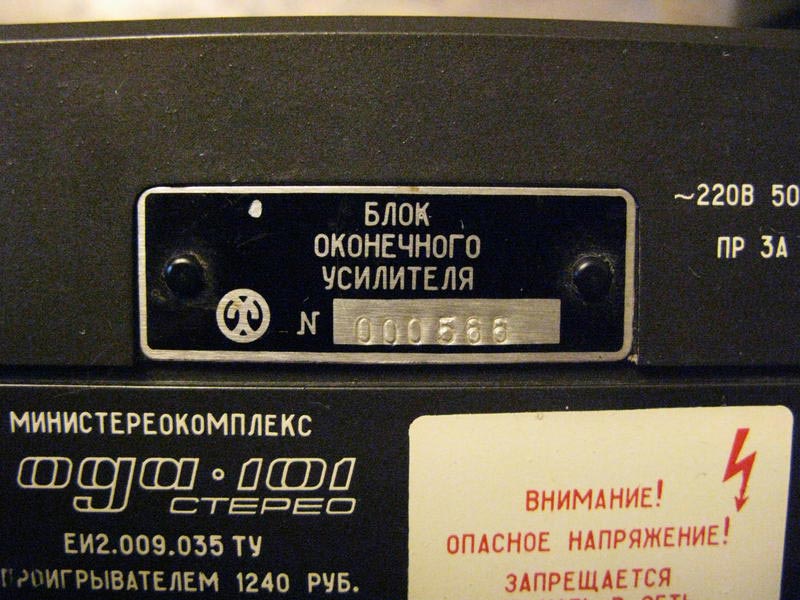 БЛОК
ОКОНЕЧНОГО
УСИЛИТЕЛЯ
N 000566
~220В 50
ПР 3А
МИНИСТЕРЕОКОМПЛЕКС
ода·101
СТЕРЕО
ЕИ2.009.035 ТУ
ПРОИГРЫВАТЕЛЕМ 1240 РУБ.
ВНИМАНИЕ!
ОПАСНОЕ НАПРЯЖЕНИЕ!
ЗАПРЕЩАЕТСЯ